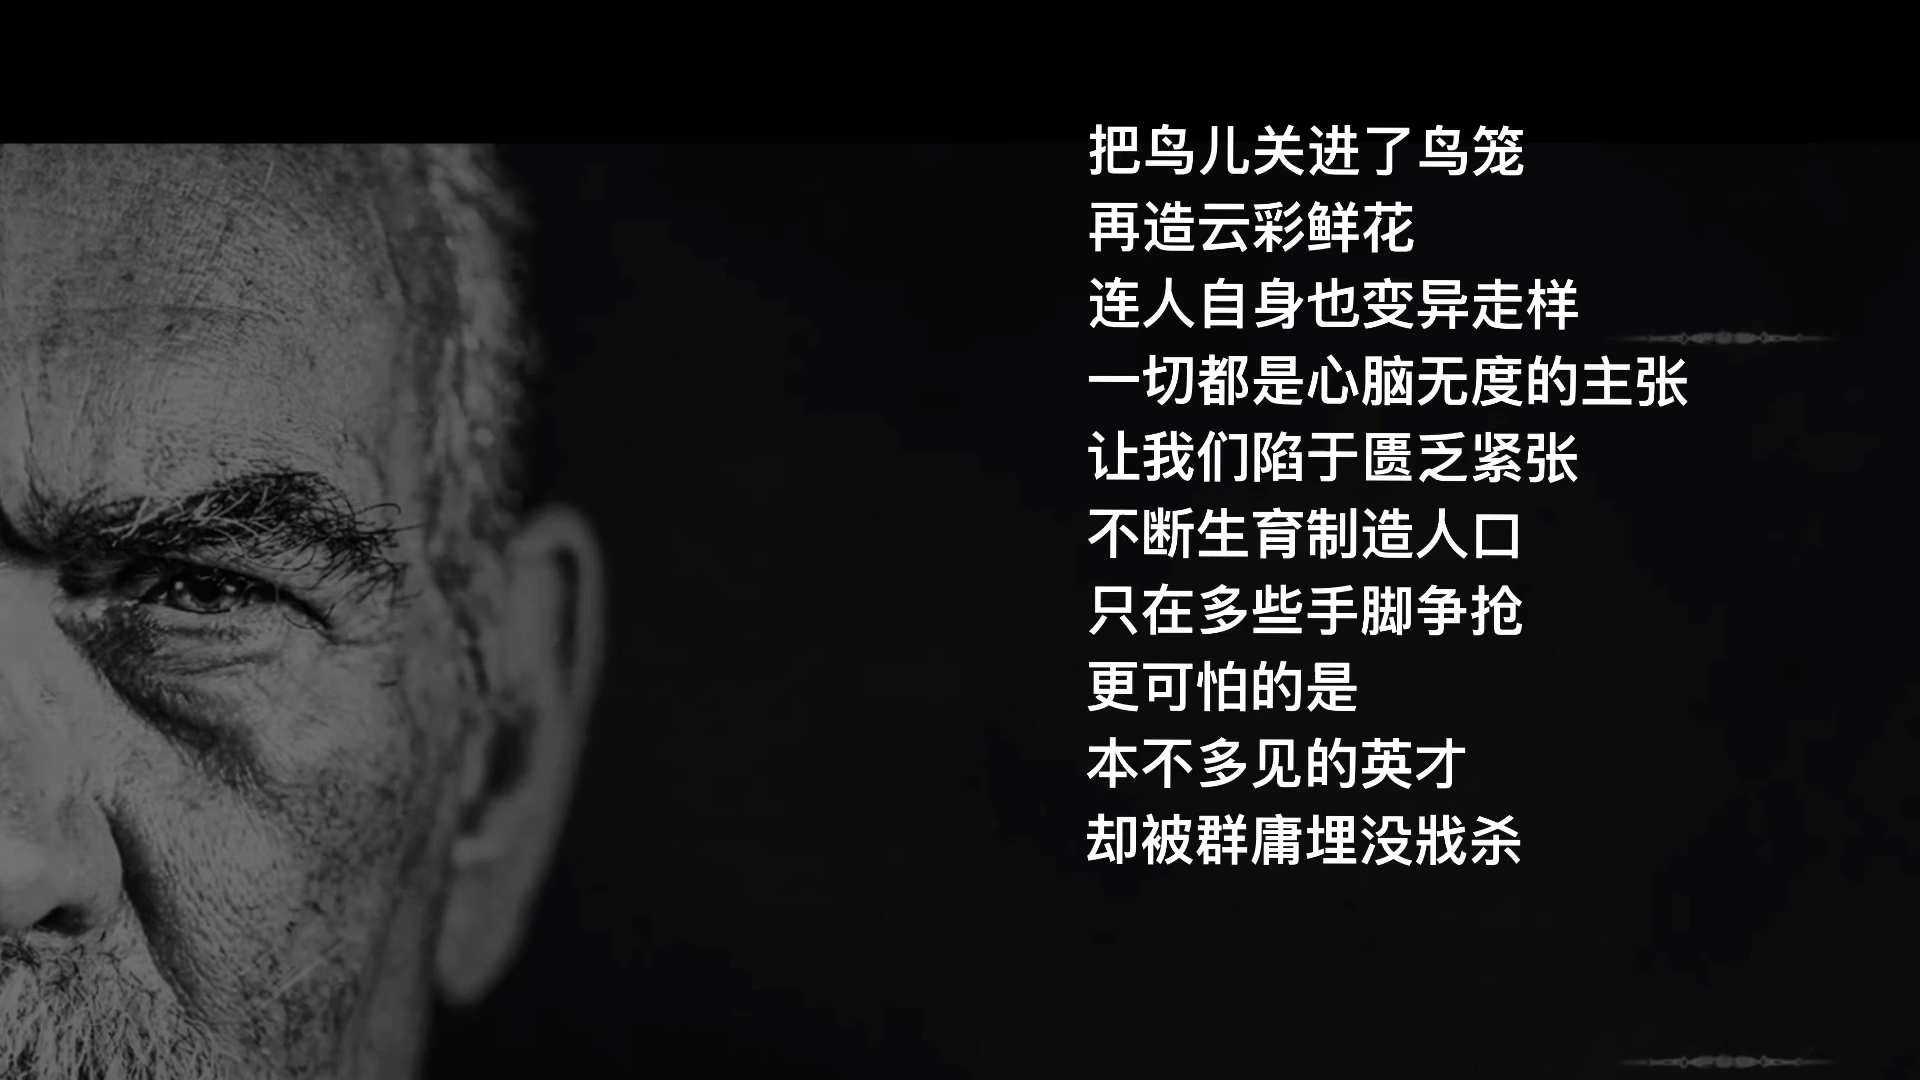 把鸟儿关进了鸟笼
再造云彩鲜花
连人自身也变异走样
一切都是心脑无度的主张
让我们陷于匮乏紧张
不断生育制造人口
只在多些手脚争抢
更可怕的是
本不多见的英才
却被群庸埋没戕杀